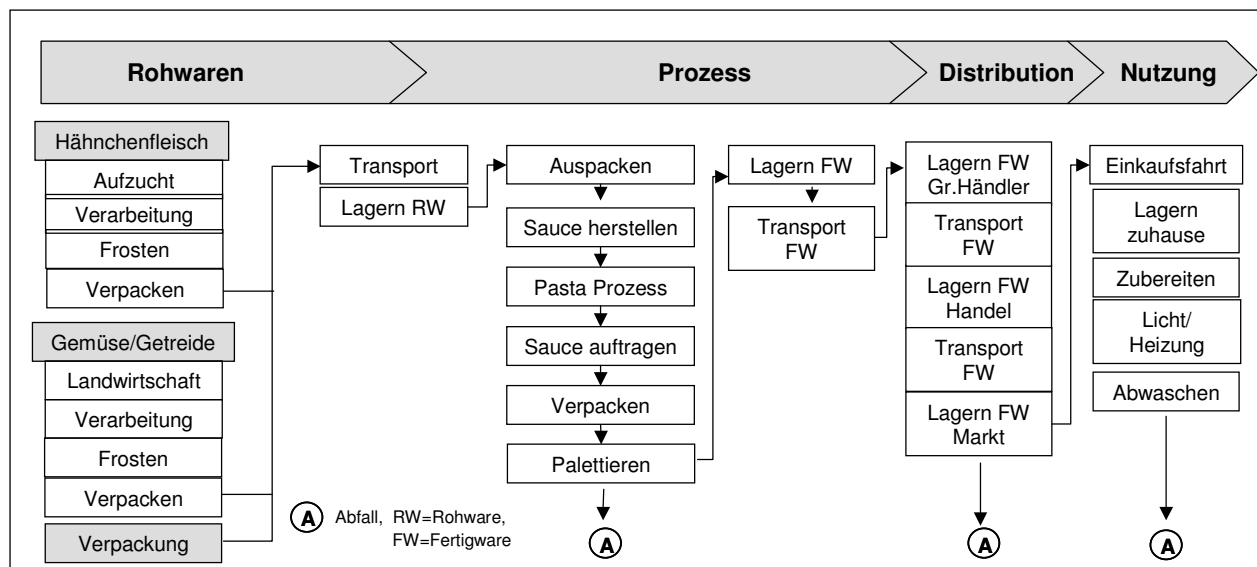 Rohwaren
Prozess
Distribution
Nutzung
Hähnchenfleisch
Aufzucht
Verarbeitung
Frosten
Verpacken
Gemüse/Getreide
Landwirtschaft
Verarbeitung
Frosten
Verpacken
Verpackung
Transport
Lagern RW
Auspacken
Sauce herstellen
Pasta Prozess
Sauce auftragen
Verpacken
Palettieren
A
Lagern FW
Transport
FW
Lagern FW
Gr.Händler
Transport
FW
Lagern FW
Handel
Transport
FW
Lagern FW
Markt
A
Einkaufsfahrt
Lagern
zuhause
Zubereiten
Licht/
Heizung
Abwaschen
A
A Abfall, RW=Rohware,
FW=Fertigware